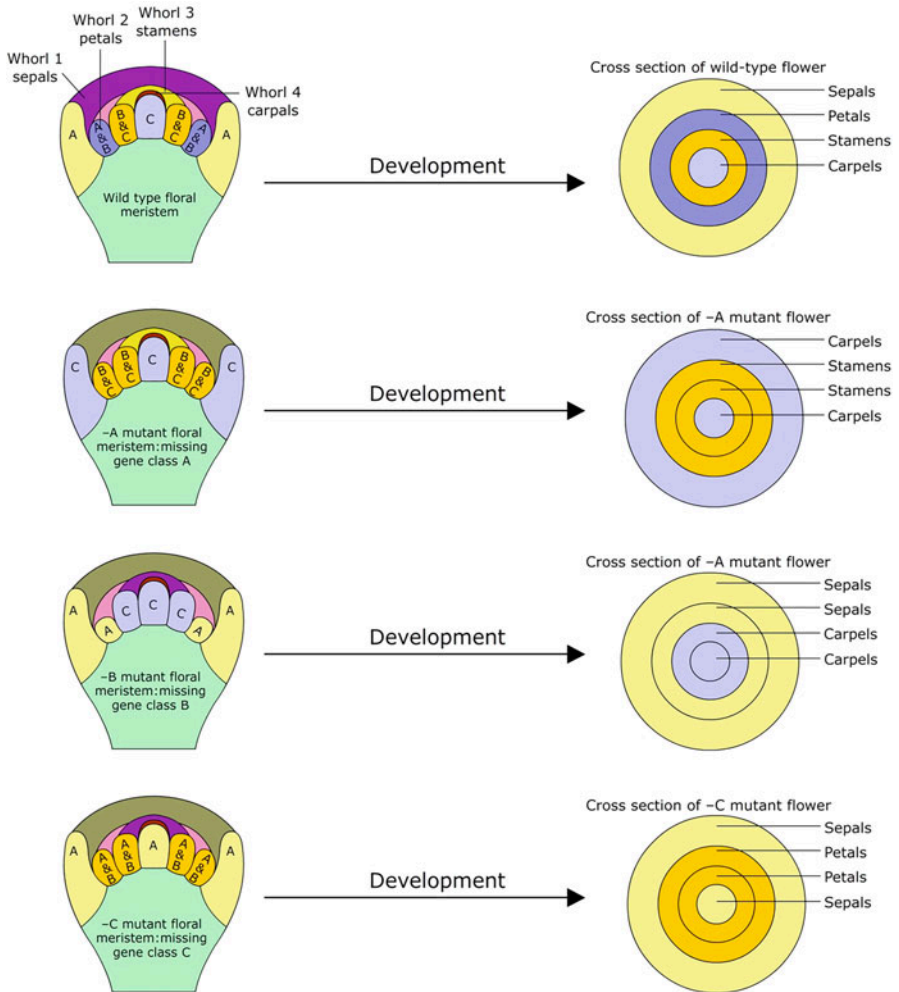 Whorl 1
sepals
Whorl 2
petals
Whorl 3
stamens
Whorl 4
carpals
A
A&B
B&C
C
B&C
A&B
A
Wild type floral
meristem
Development
Cross section of wild-type flower
Sepals
Petals
Stamens
Carpels
C
B&C
B&C
C
B&C
B&C
C
–A mutant floral
meristem:missing
gene class A
Development
Cross section of –A mutant flower
Carpels
Stamens
Stamens
Carpels
A
A
C
C
C
A
A
–B mutant floral
meristem:missing
gene class B
Development
Cross section of –A mutant flower
Sepals
Sepals
Carpels
Carpels
A
A&B
A&B
A
A&B
A&B
A
–C mutant floral
meristem:missing
gene class C
Development
Cross section of –C mutant flower
Sepals
Petals
Petals
Sepals